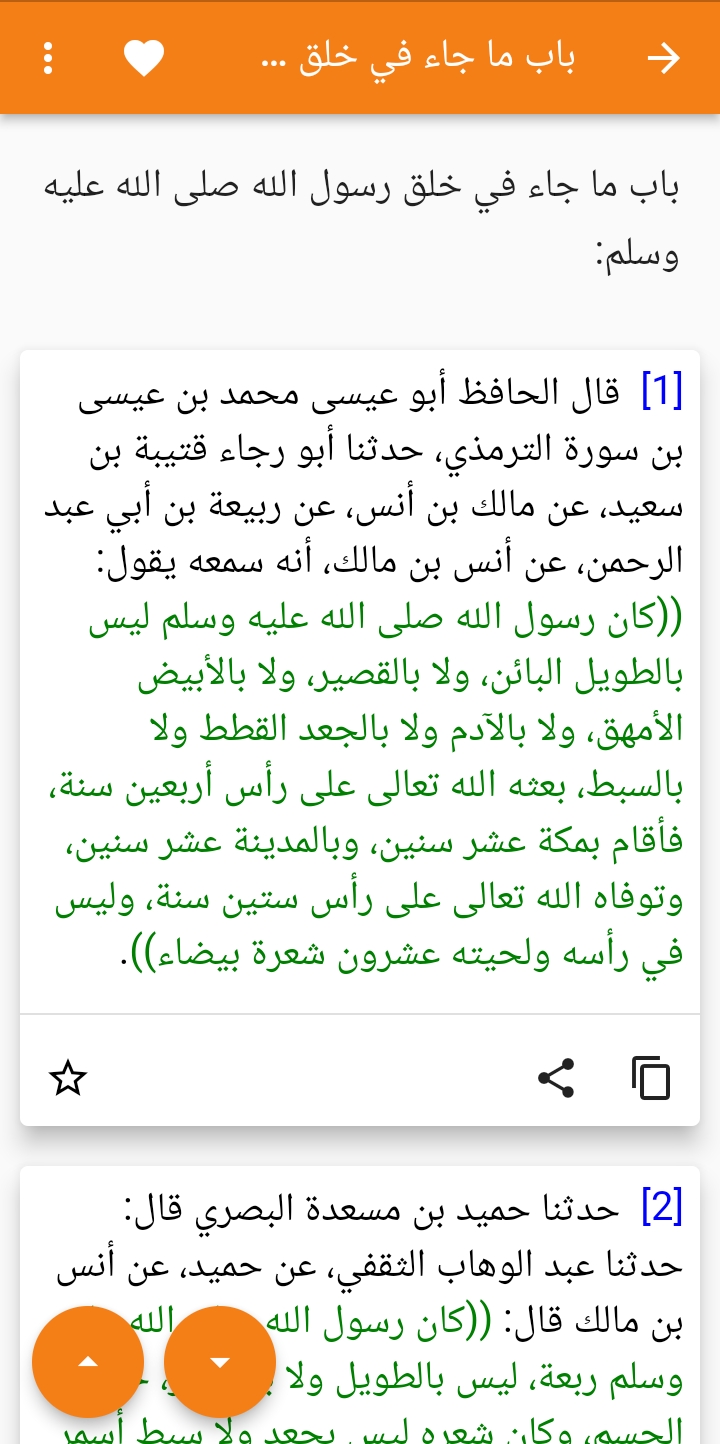 باب ما جاء في خلق ...
باب ما جاء في خلق رسول الله صلى الله عليه
وسلم:
[1] قال الحافظ أبو عيسى محمد بن عيسى
بن سورة الترمذي، حدثنا أبو رجاء قتيبة بن
سعيد، عن مالك بن أنس، عن ربيعة بن أبي عبد
الرحمن، عن أنس بن مالك، أنه سمعه يقول:
((كان رسول الله صلى الله عليه وسلم ليس
بالطويل البائن، ولا بالقصير، ولا بالأبيض
الأمهق، ولا بالآدم ولا بالجعد القطط ولا
بالسبط، بعثه الله تعالى على رأس أربعين سنة،
فأقام بمكة عشر سنين، وبالمدينة عشر سنين،
وتوفاه الله تعالى على رأس ستين سنة، وليس
في رأسه ولحيته عشرون شعرة بيضاء)).
[2] حدثنا حميد بن مسعدة البصري قال:
حدثنا عبد الوهاب الثقفي، عن حميد، عن أنس
بن مالك قال: ((كان رسول الله الله
وسلم ربعة، ليس بالطويل ولا
الجسم، وكان شعره ليس بجعد ولا سبط أسمر